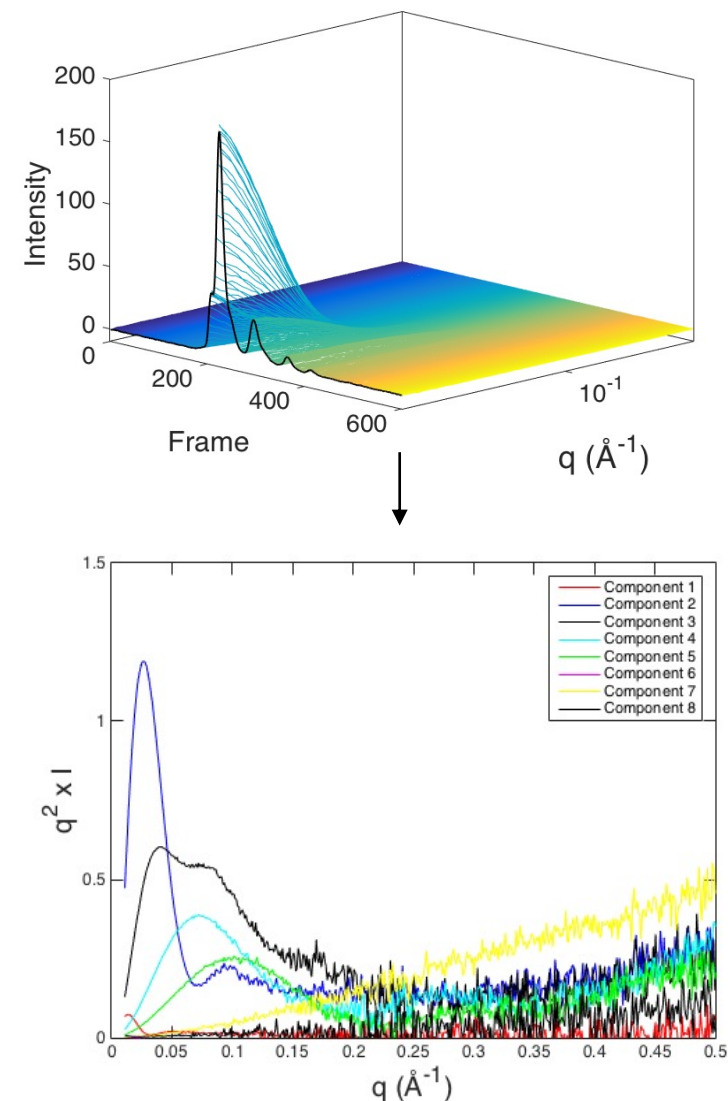 200
150
100
50
0
Intensity
0
200
400
600
Frame
10⁻¹
q (Å⁻¹)
1.5
1
0.5
0
q² x I
Component 1
Component 2
Component 3
Component 4
Component 5
Component 6
Component 7
Component 8
0 0.05 0.1 0.15 0.2 0.25 0.3 0.35 0.4 0.45 0.5
q (Å⁻¹)